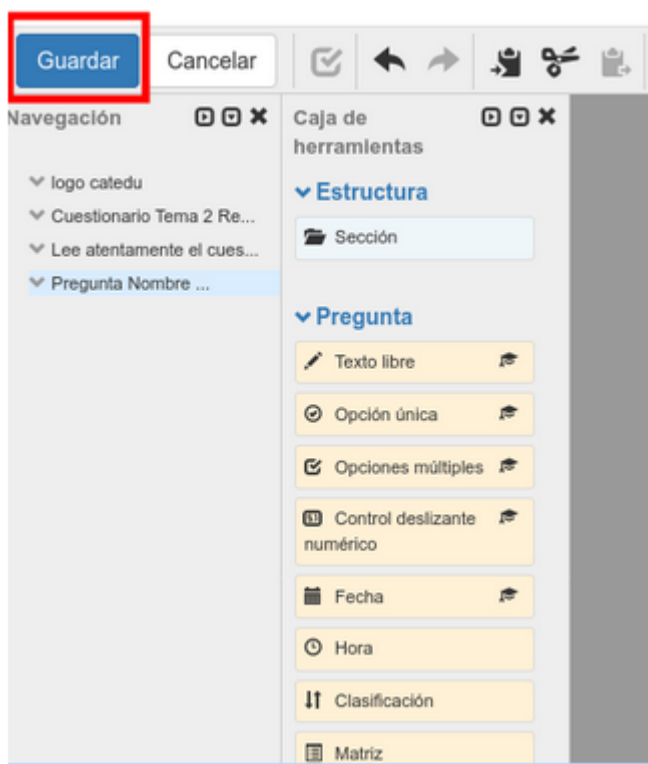 Guardar Cancelar
Navegación
logo catedu
Cuestionario Tema 2 Re...
Lee atentamente el cues...
Pregunta Nombre ...
Caja de
herramientas
Estructura
Sección
Pregunta
Texto libre
Opción única
Opciones múltiples
Control deslizante
numérico
Fecha
Hora
Clasificación
Matriz